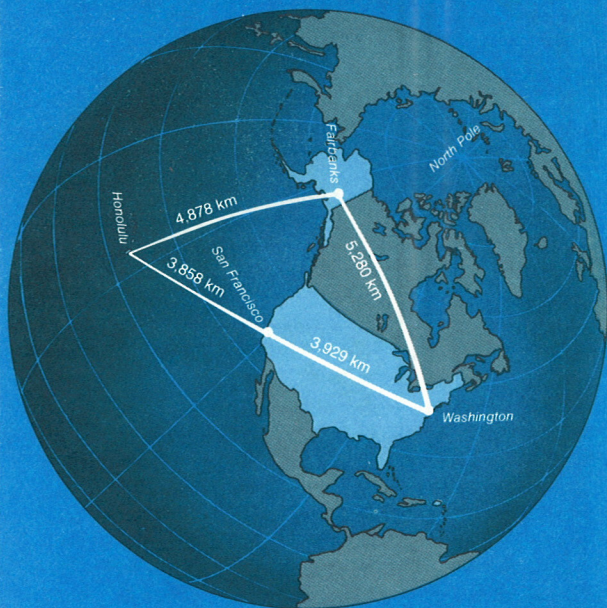 Fairbanks
North Pole
Honolulu
4,878 km
San Francisco
3,858 km
5,280 km
3,929 km
Washington